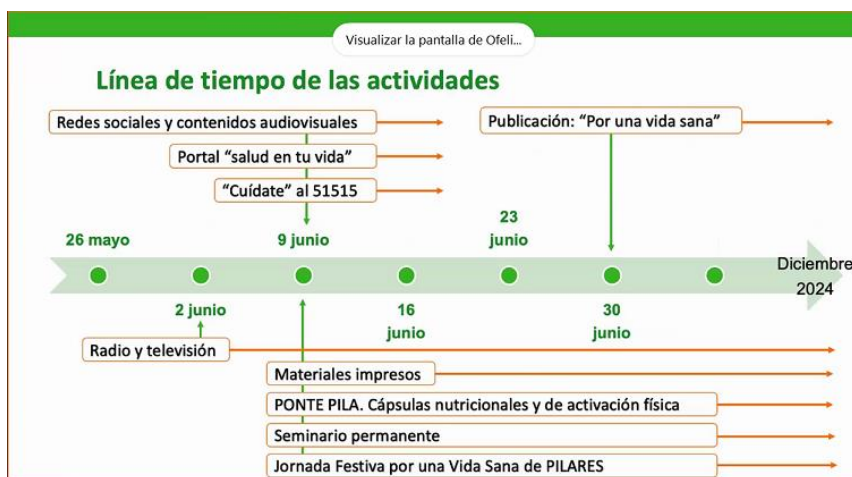 Visualizar la pantalla de Ofeli...
Línea de tiempo de las actividades
Redes sociales y contenidos audiovisuales
Portal “salud en tu vida”
“Cuídate” al 51515
Publicación: “Por una vida sana”
26 mayo
9 junio
23
junio
Diciembre
2024
2 junio
16
junio
30
junio
Radio y televisión
Materiales impresos
PONTE PILA. Cápsulas nutricionales y de activación física
Seminario permanente
Jornada Festiva por una Vida Sana de PILARES